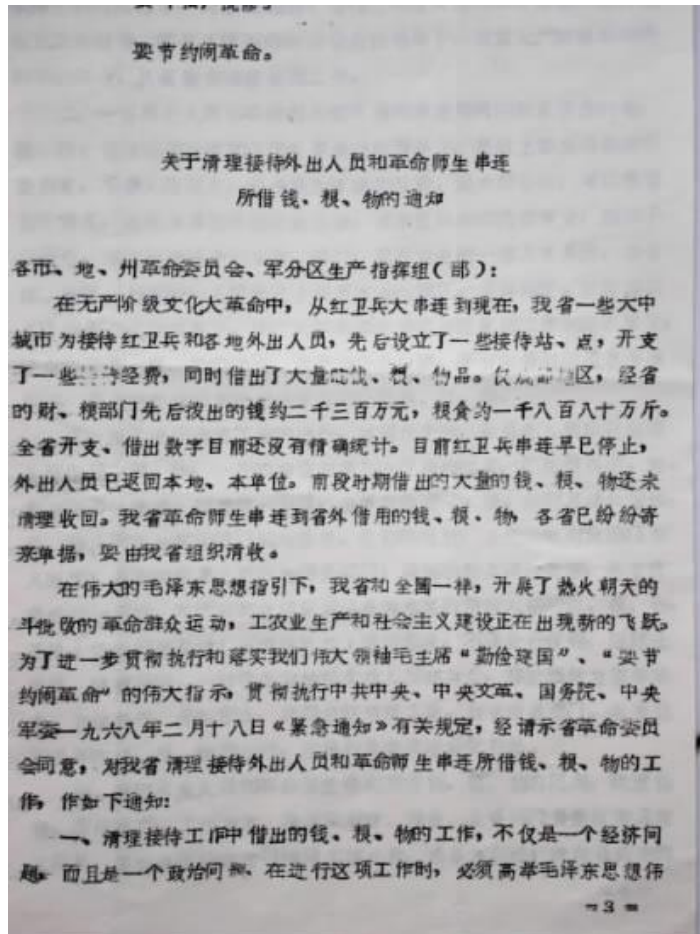 要节约闹革命。
关于清理接待外出人员和革命师生串连
所借钱、粮、物的通知
各市、地、州革命委员会、军分区生产指挥组(部):
在无产阶级文化大革命中，从红卫兵大串连到现在，我省一些大中
城市为接待红卫兵和各地外出人员，先后设立了一些接待站、点，开支
了一些接待经费，同时借出了大量的钱、粮、物品。仅成都地区，经省
的财、粮部门先后拨出的钱约二千三百万元，粮食为一千八百八十万斤。
全省开支、借出数字目前还没有精确统计。目前红卫兵串连早已停止，
外出人员已返回本地、本单位。前段时期借出的大量的钱、粮、物还未
清理收回。我省革命师生串连到省外借用的钱、粮、物，各省已纷纷寄
来单据，要由我省组织清收。
在伟大的毛泽东思想指引下，我省和全国一样，开展了热火朝天的
斗批改的革命群众运动，工农业生产和社会主义建设正在出现新的飞跃。
为了进一步贯彻执行和落实我们伟大领袖毛主席“勤俭建国”、“要节
约闹革命”的伟大指示，贯彻执行中共中央、中央文革、国务院、中央
军委一九六八年二月十八日《紧急通知》有关规定，经请示省革命委员
会同意，对我省清理接待外出人员和革命师生串连所借钱、粮、物的工
作，作如下通知:
一、清理接待工作中借出的钱、粮、物的工作，不仅是一个经济问
题，而且是一个政治问题。在进行这项工作时，必须高举毛泽东思想伟
3